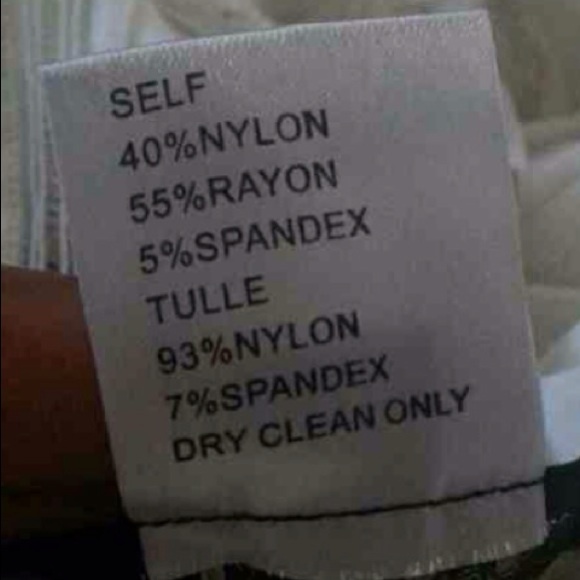 SELF
40%NYLON
55%RAYON
5%SPANDEX
TULLE
93%NYLON
7%SPANDEX
DRY CLEAN ONLY